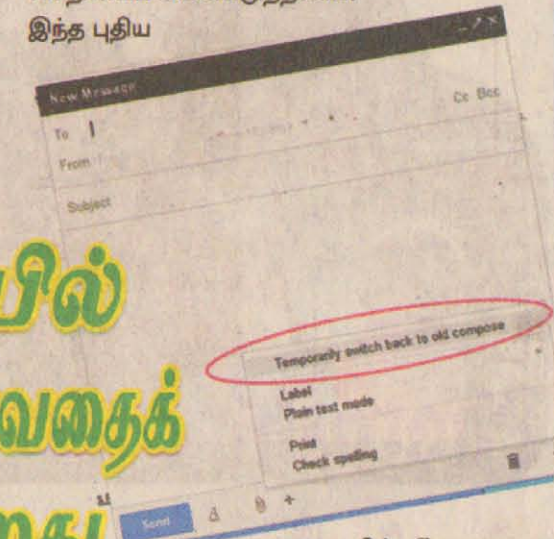 இந்த புதிய
New Message
To
Cc Bcc
From
Subject
யில்
வதைக்
Temporarily switch back to old compose
Label
Plain text mode
Print
Check spelling
Send